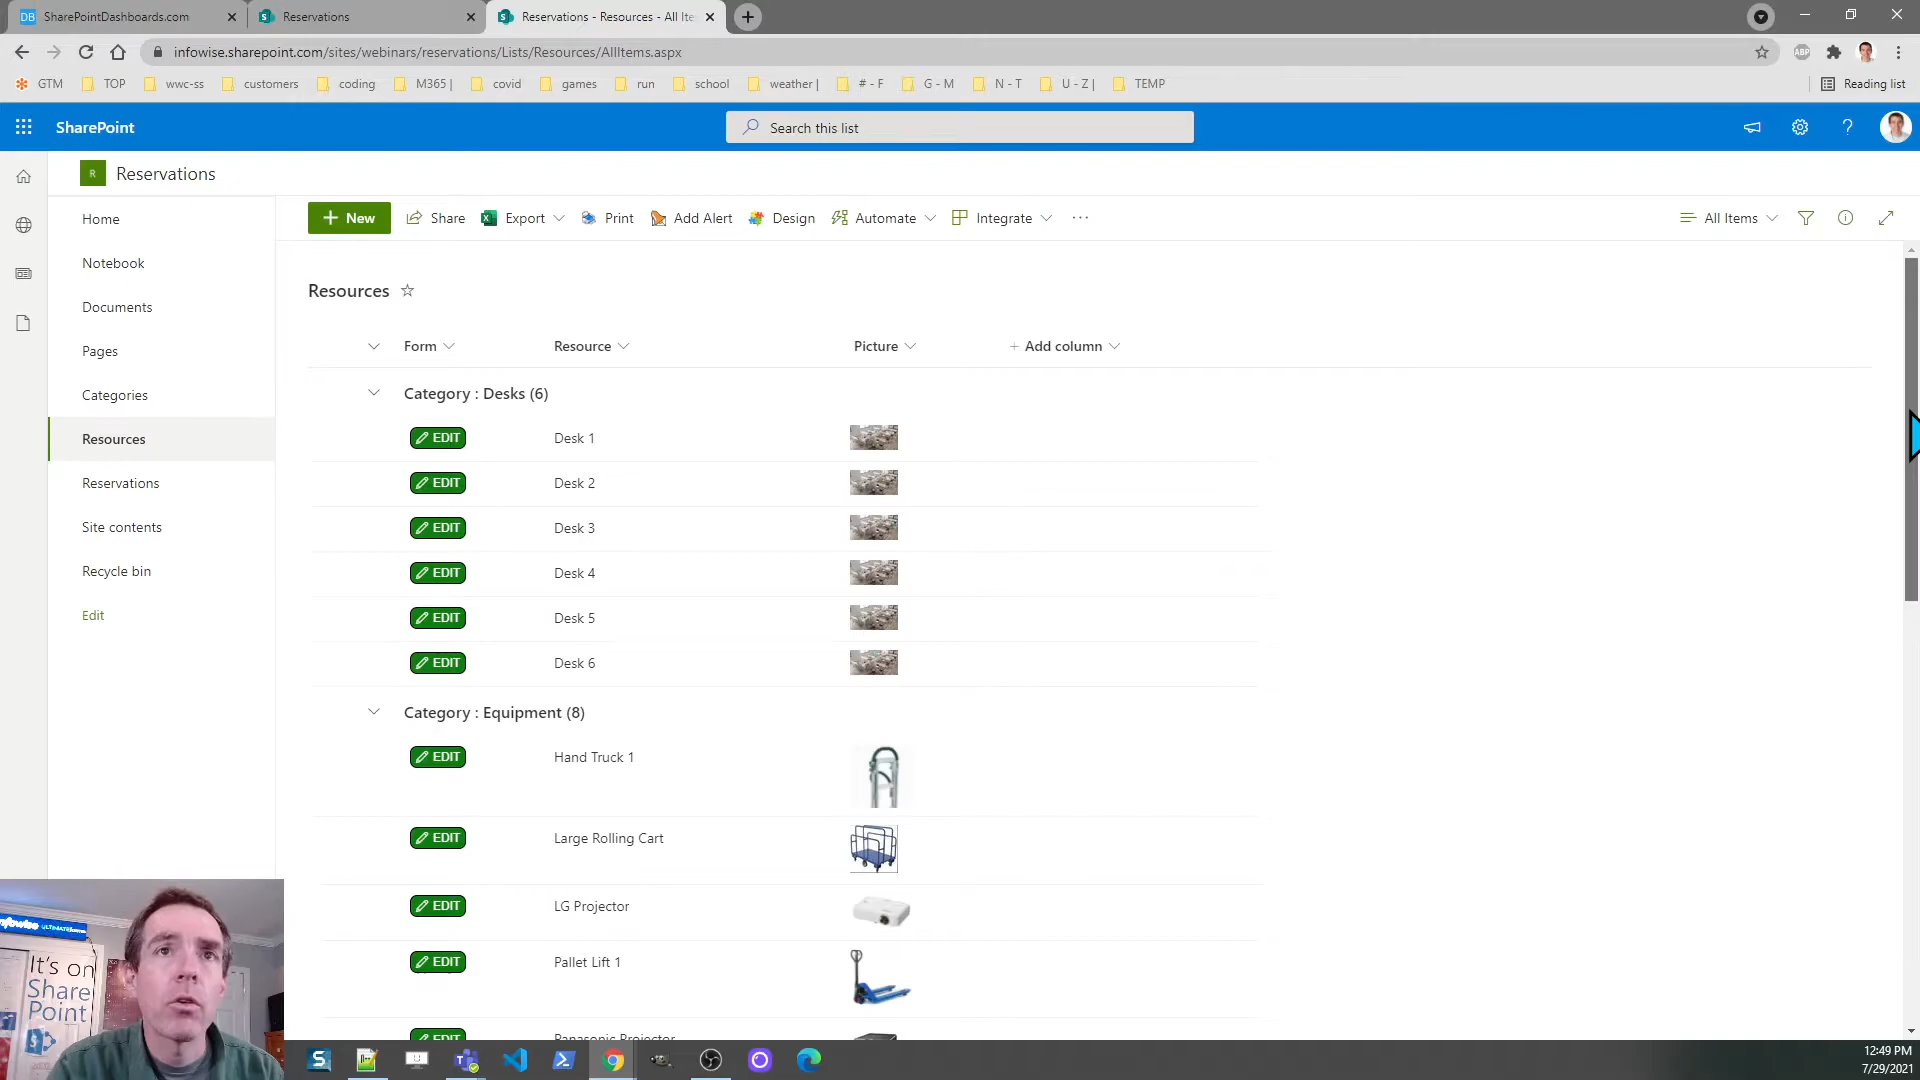 DB SharePointDashboards.com
Reservations
Reservations - Resources - All Ite
infowise.sharepoint.com/sites/webinars/reservations/Lists/Resources/AllItems.aspx
ABP
GTM TOP wwc-ss customers coding M365 | covid games run school weather | # - F G - M N - T U - Z | TEMP Reading list
SharePoint
Search this list
R Reservations
Home
Notebook
Documents
Pages
Categories
Resources
Reservations
Site contents
Recycle bin
Edit
New Share Export Print Add Alert Design Automate Integrate ··· All Items
Resources
Form Resource Picture Add column
Category : Desks (6)
EDIT Desk 1
EDIT Desk 2
EDIT Desk 3
EDIT Desk 4
EDIT Desk 5
EDIT Desk 6
Category : Equipment (8)
EDIT Hand Truck 1
EDIT Large Rolling Cart
EDIT LG Projector
EDIT Pallet Lift 1
EDIT Panasonic Projector
It's on
Share
Point
12:49 PM
7/29/2021